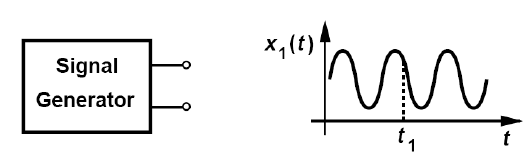 Signal
Generator
x₁(t)
t₁
t